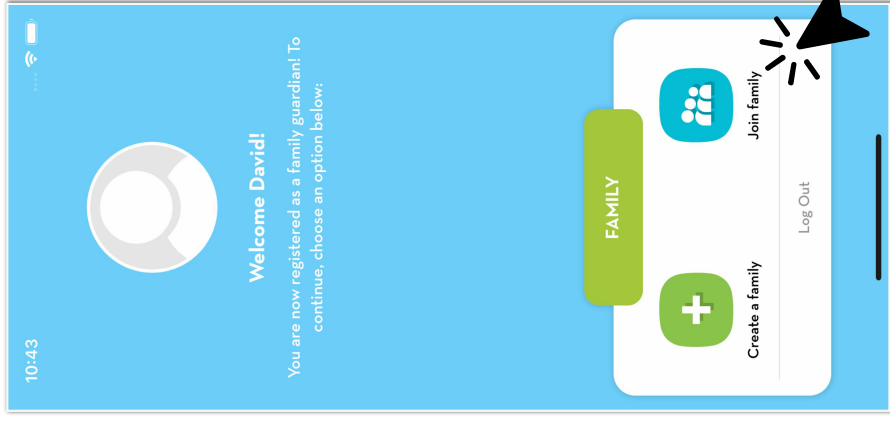 10:43
Welcome David!
You are now registered as a family guardian! To
continue, choose an option below:
FAMILY
Create a family
Join family
Log Out